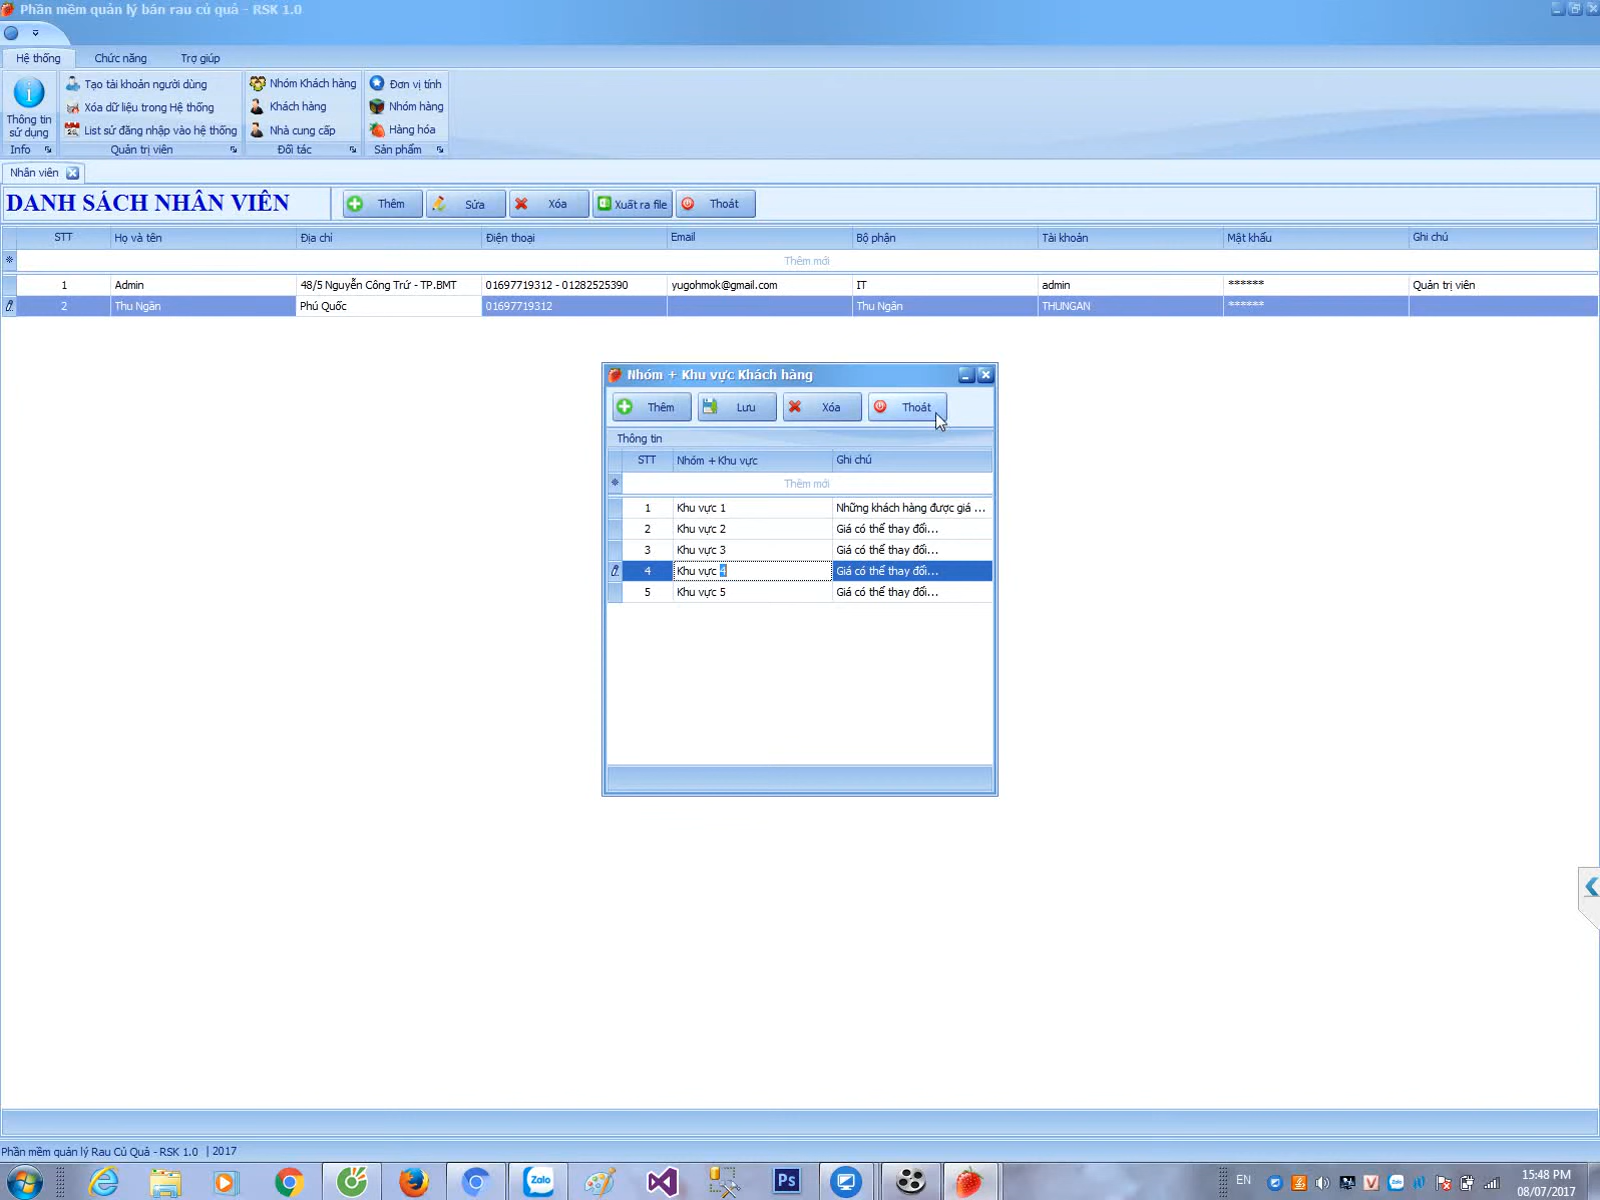 Phần mềm quản lý bán rau củ quả - RSK 1.0
Hệ thống Chức năng Trợ giúp
Thông tin sử dụng
Info
Tạo tài khoản người dùng
Xóa dữ liệu trong Hệ thống
List sử đăng nhập vào hệ thống
Quản trị viên
Nhóm Khách hàng
Khách hàng
Nhà cung cấp
Đối tác
Đơn vị tính
Nhóm hàng
Hàng hóa
Sản phẩm
Nhân viên
DANH SÁCH NHÂN VIÊN Thêm Sửa Xóa Xuất ra file Thoát
STT Họ và tên Địa chỉ Điện thoại Email Bộ phận Tài khoản Mật khẩu Ghi chú
Thêm mới
1 Admin 48/5 Nguyễn Công Trứ - TP.BMT 01697719312 - 01282525390 yugohmok@gmail.com IT admin ****** Quản trị viên
2 Thu Ngân Phú Quốc 01697719312 Thu Ngân THUNGAN ******
Nhóm + Khu vực Khách hàng
Thêm Lưu Xóa Thoát
Thông tin
STT Nhóm + Khu vực Ghi chú
Thêm mới
1 Khu vực 1 Những khách hàng được giá ...
2 Khu vực 2 Giá có thể thay đổi...
3 Khu vực 3 Giá có thể thay đổi...
4 Khu vực 4 Giá có thể thay đổi...
5 Khu vực 5 Giá có thể thay đổi...
Phần mềm quản lý Rau Củ Quả - RSK 1.0 | 2017
Zalo Ps EN 15:48 PM
08/07/2017